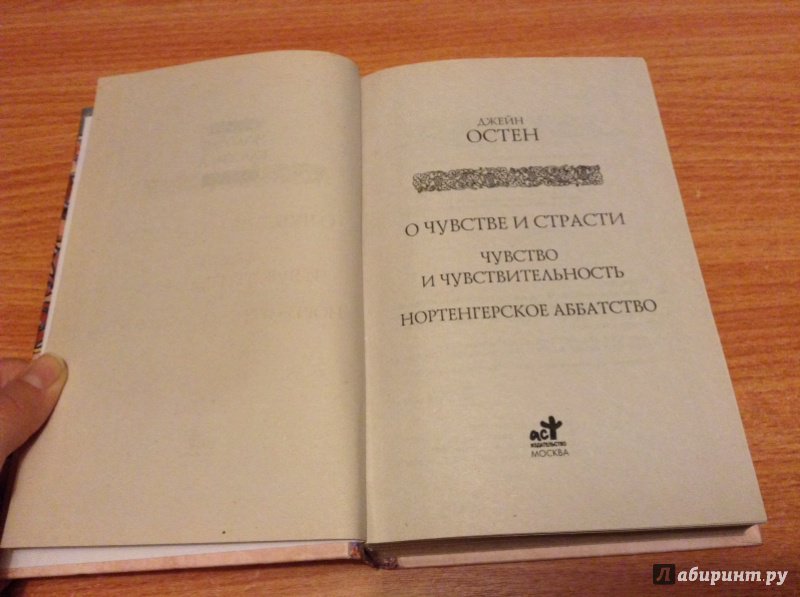 ДЖЕЙН
ОСТЕН
О ЧУВСТВЕ И СТРАСТИ
ЧУВСТВО
И ЧУВСТВИТЕЛЬНОСТЬ
НОРТЕНГЕРСКОЕ АББАТСТВО
аст
ИЗДАТЕЛЬСТВО
МОСКВА
Лабиринт.ру